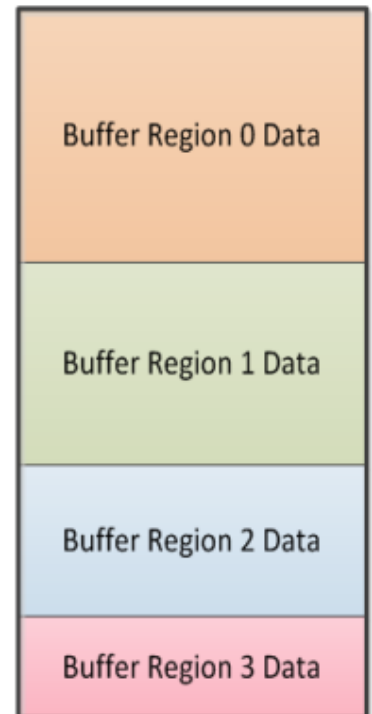 Buffer Region 0 Data
Buffer Region 1 Data
Buffer Region 2 Data
Buffer Region 3 Data